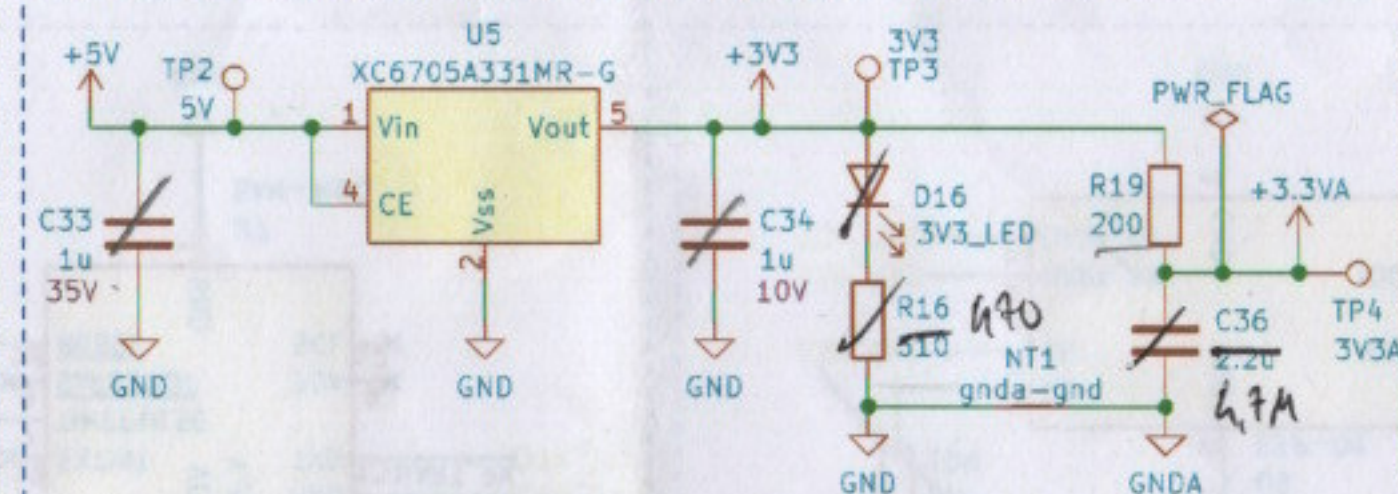 +5V
TP2
5V
C33
1u
35V
GND
U5
XC6705A331MR-G
1
Vin
Vout
5
4
CE
Vss
2
GND
+3V3
C34
1u
10V
GND
3V3
TP3
D16
3V3_LED
R16
470
510
NT1
gnda-gnd
GND
PWR_FLAG
R19
200
+3.3VA
TP4
3V3A
C36
2.2u
4,7M
GNDA